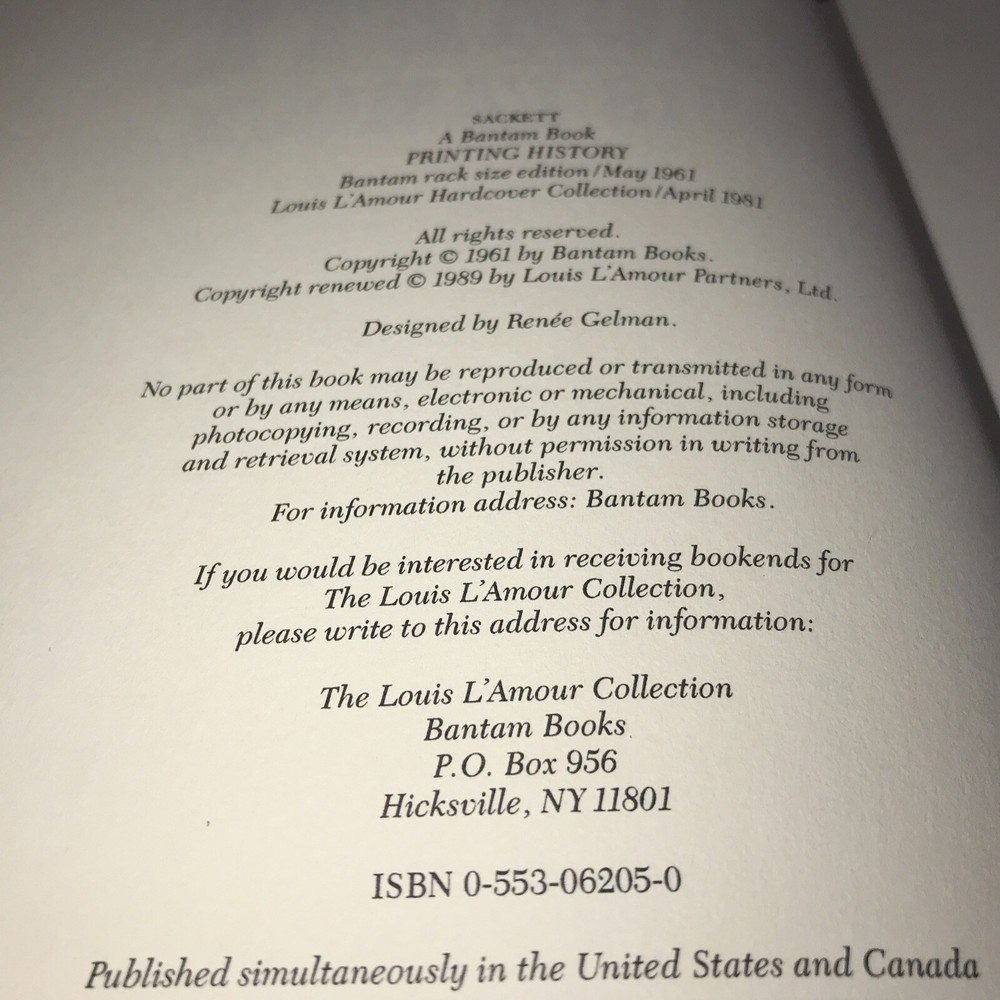 SACKETT
A Bantam Book
PRINTING HISTORY
Bantam rack size edition/May 1961
Louis L'Amour Hardcover Collection/April 1981
All rights reserved.
Copyright © 1961 by Bantam Books.
Copyright renewed © 1989 by Louis L'Amour Partners, Ltd.
Designed by Renée Gelman.
No part of this book may be reproduced or transmitted in any form
or by any means, electronic or mechanical, including
photocopying, recording, or by any information storage
and retrieval system, without permission in writing from
the publisher.
For information address: Bantam Books.
If you would be interested in receiving bookends for
The Louis L'Amour Collection,
please write to this address for information:
The Louis L'Amour Collection
Bantam Books
P.O. Box 956
Hicksville, NY 11801
ISBN 0-553-06205-0
Published simultaneously in the United States and Canada